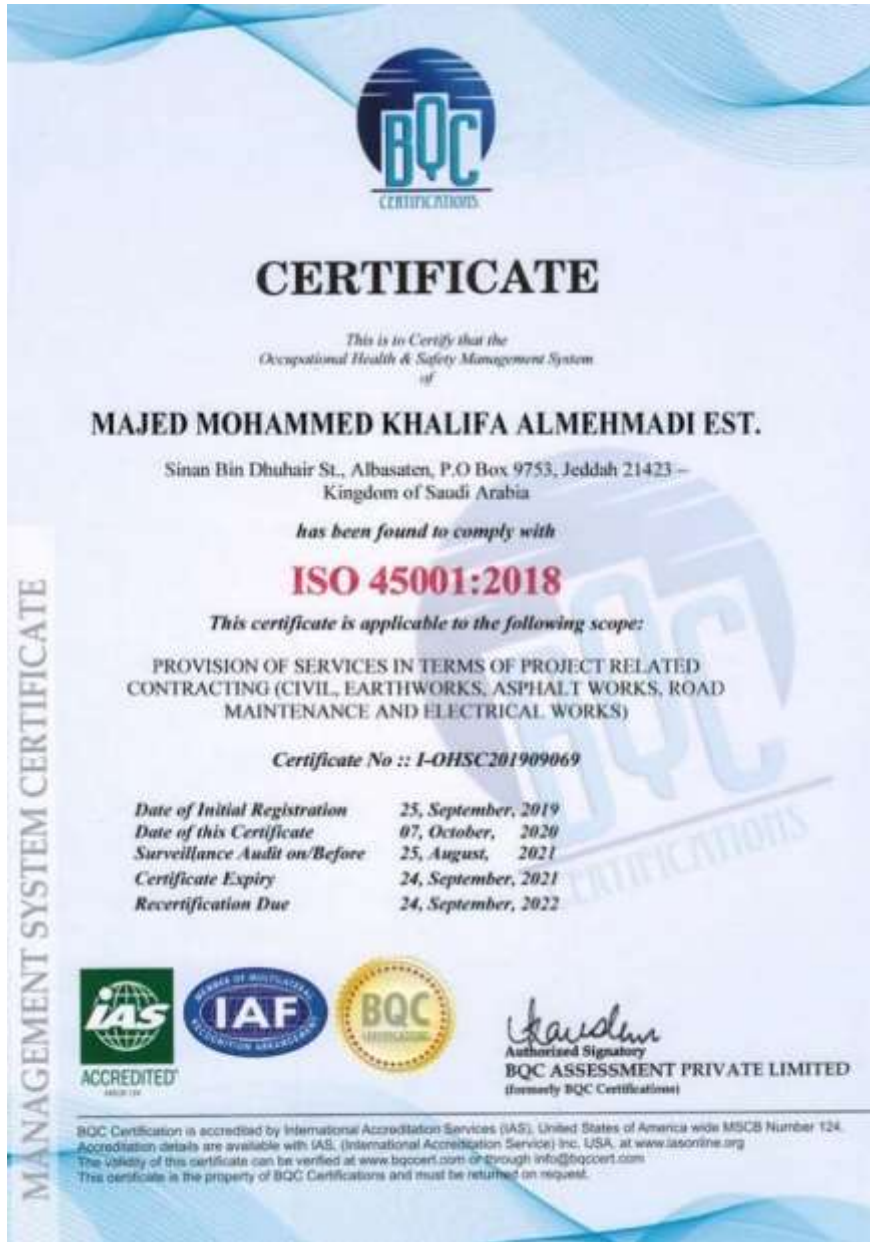 BQC
CERTIFICATIONS
CERTIFICATE
This is to Certify that the
Occupational Health & Safety Management System
of
MAJED MOHAMMED KHALIFA ALMEHMADI EST.
Sinan Bin Dhuhair St., Albasaten, P.O Box 9753, Jeddah 21423 –
Kingdom of Saudi Arabia
has been found to comply with
ISO 45001:2018
This certificate is applicable to the following scope:
PROVISION OF SERVICES IN TERMS OF PROJECT RELATED
CONTRACTING (CIVIL, EARTHWORKS, ASPHALT WORKS, ROAD
MAINTENANCE AND ELECTRICAL WORKS)
Certificate No :: I-OHSC201909069
Date of Initial Registration 25, September, 2019
Date of this Certificate 07, October, 2020
Surveillance Audit on/Before 25, August, 2021
Certificate Expiry 24, September, 2021
Recertification Due 24, September, 2022
MANAGEMENT SYSTEM CERTIFICATE
BQC
CERTIFICATIONS
ias
ACCREDITED
MEMBER OF MULTILATERAL
IAF
RECOGNITION ARRANGEMENT
BQC
Authorized Signatory
BQC ASSESSMENT PRIVATE LIMITED
(formerly BQC Certifications)
BQC Certification is accredited by International Accreditation Services (IAS), United States of America wide MSCB Number 124.
Accreditation details are available with IAS, (International Accreditation Service) Inc. USA. at www.iasonline.org
The validity of this certificate can be verified at www.bqccert.com or through info@bqccert.com
This certificate is the property of BQC Certifications and must be returned on request.